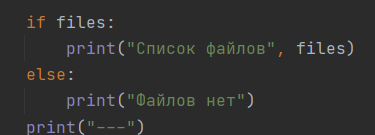 if files:
    print("Список файлов", files)
else:
    print("Файлов нет")
print("---")